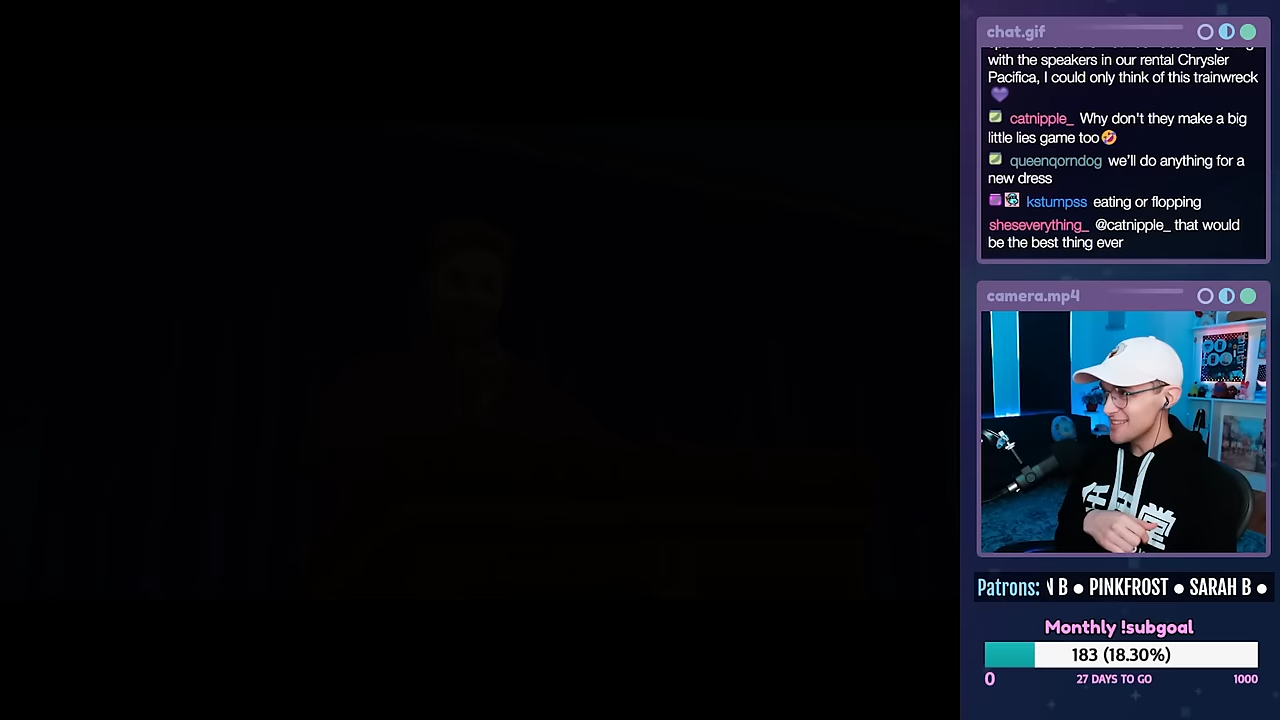 chat.gif
with the speakers in our rental Chrysler
Pacifica, I could only think of this trainwreck
catnipple_ Why don't they make a big
little lies game too
queenqorndog we'll do anything for a
new dress
kstumpss eating or flopping
sheseverything_ @catnipple_ that would
be the best thing ever
camera.mp4
Patrons: N B ● PINKFROST ● SARAH B ●
Monthly !subgoal
183 (18.30%)
0 27 DAYS TO GO 1000